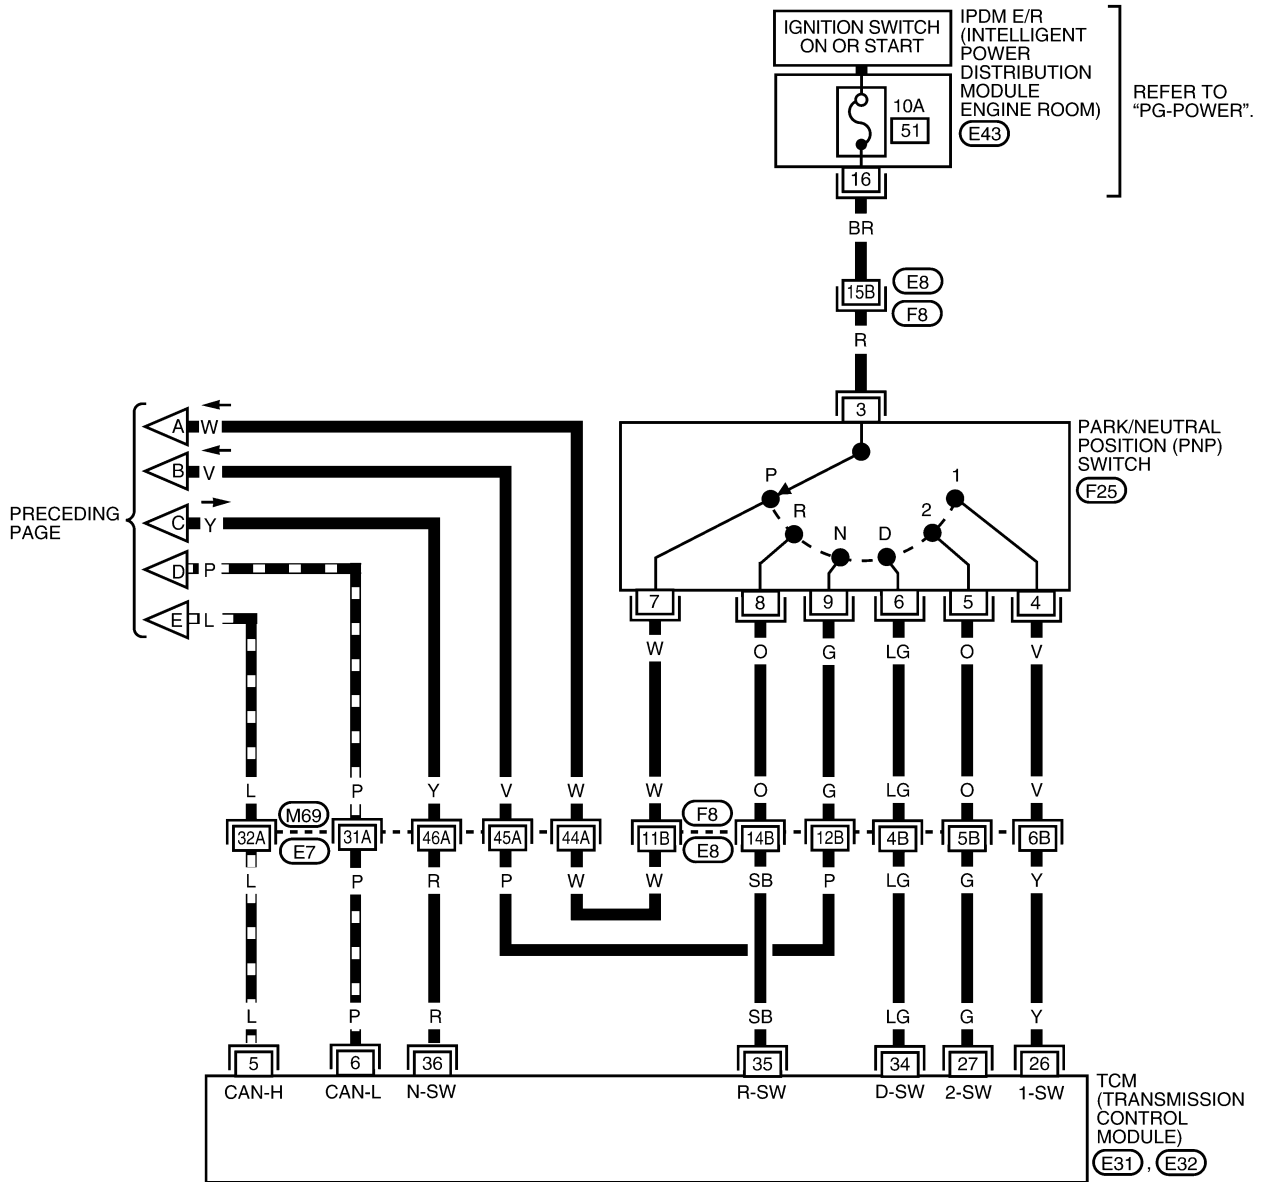 IGNITION SWITCH
ON OR START
IPDM E/R
(INTELLIGENT
POWER
DISTRIBUTION
MODULE
ENGINE ROOM)
E43
REFER TO
“PG-POWER”.
10A
51
16
BR
15B
E8
F8
R
3
PARK/NEUTRAL
POSITION (PNP)
SWITCH
F25
P
R
N
D
2
1
PRECEDING
PAGE
A W
B V
C Y
D P
E L
7 8 9 6 5 4
W O G LG O V
L P Y V W W O G LG O V
M69
F8
32A 31A 46A 45A 44A 11B 14B 12B 4B 5B 6B
E7
E8
L P R P W W SB P LG G Y
L P R SB LG G Y
5 6 36 35 34 27 26
CAN-H CAN-L N-SW R-SW D-SW 2-SW 1-SW
TCM
(TRANSMISSION
CONTROL
MODULE)
E31 , E32